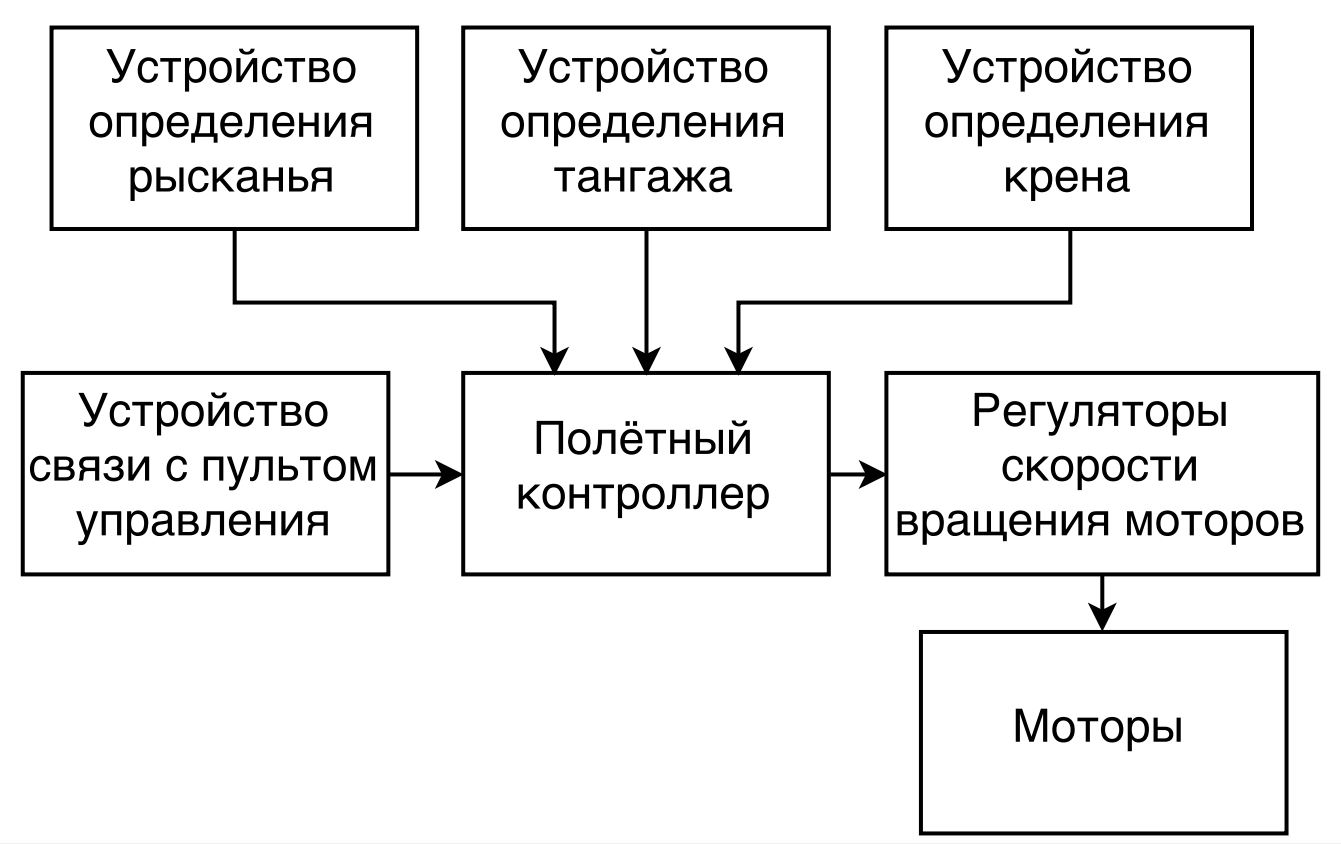 Устройство
определения
рысканья
Устройство
определения
тангажа
Устройство
определения
крена
Устройство
связи с пультом
управления
Полётный
контроллер
Регуляторы
скорости
вращения моторов
Моторы